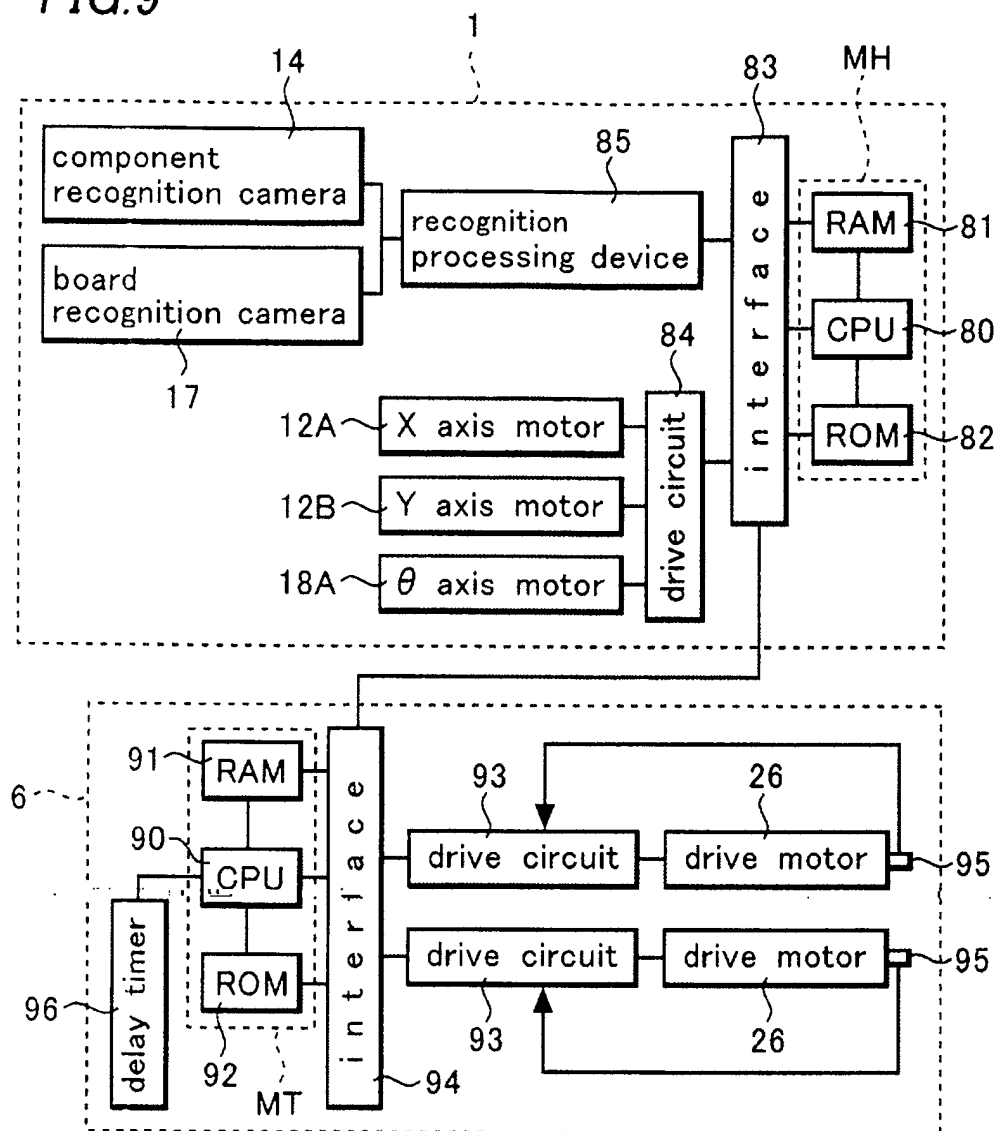 FIG.9
1
14
component
recognition camera
85
recognition
processing device
83
MH
interface
RAM
81
CPU
80
ROM
82
board
recognition camera
17
84
drive circuit
12A
X axis motor
12B
Y axis motor
18A
θ axis motor
6
91
RAM
90
CPU
ROM
92
MT
96
delay timer
interface
94
93
drive circuit
26
drive motor
95
drive circuit
93
drive motor
26
95